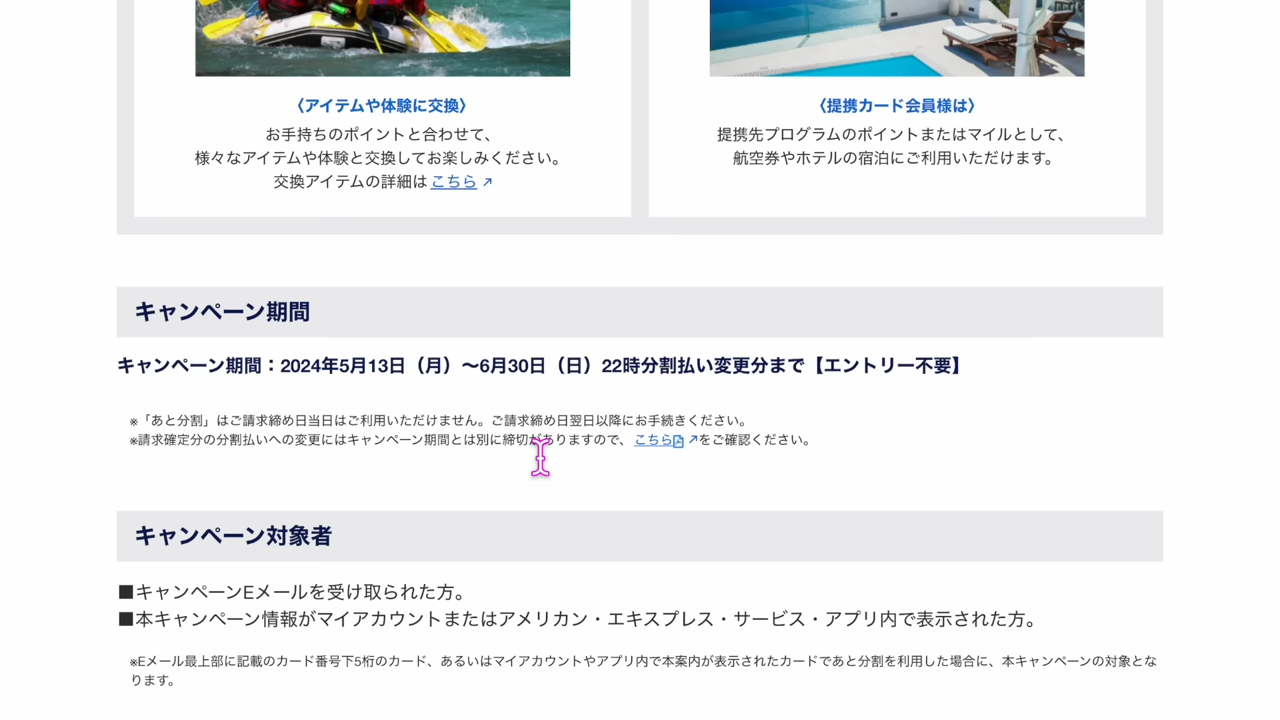 〈アイテムや体験に交換〉
お手持ちのポイントと合わせて、
様々なアイテムや体験と交換してお楽しみください。
交換アイテムの詳細は こちら
〈提携カード会員様は〉
提携先プログラムのポイントまたはマイルとして、
航空券やホテルの宿泊にご利用いただけます。
キャンペーン期間
キャンペーン期間：2024年5月13日（月）〜6月30日（日）22時分割払い変更分まで【エントリー不要】
※「あと分割」はご請求締め日当日はご利用いただけません。ご請求締め日翌日以降にお手続きください。
※請求確定分の分割払いへの変更にはキャンペーン期間とは別に締切がありますので、 こちら をご確認ください。
キャンペーン対象者
■キャンペーンEメールを受け取られた方。
■本キャンペーン情報がマイアカウントまたはアメリカン・エキスプレス・サービス・アプリ内で表示された方。
※Eメール最上部に記載のカード番号下5桁のカード、あるいはマイアカウントやアプリ内で本案内が表示されたカードであと分割を利用した場合に、本キャンペーンの対象とな
ります。